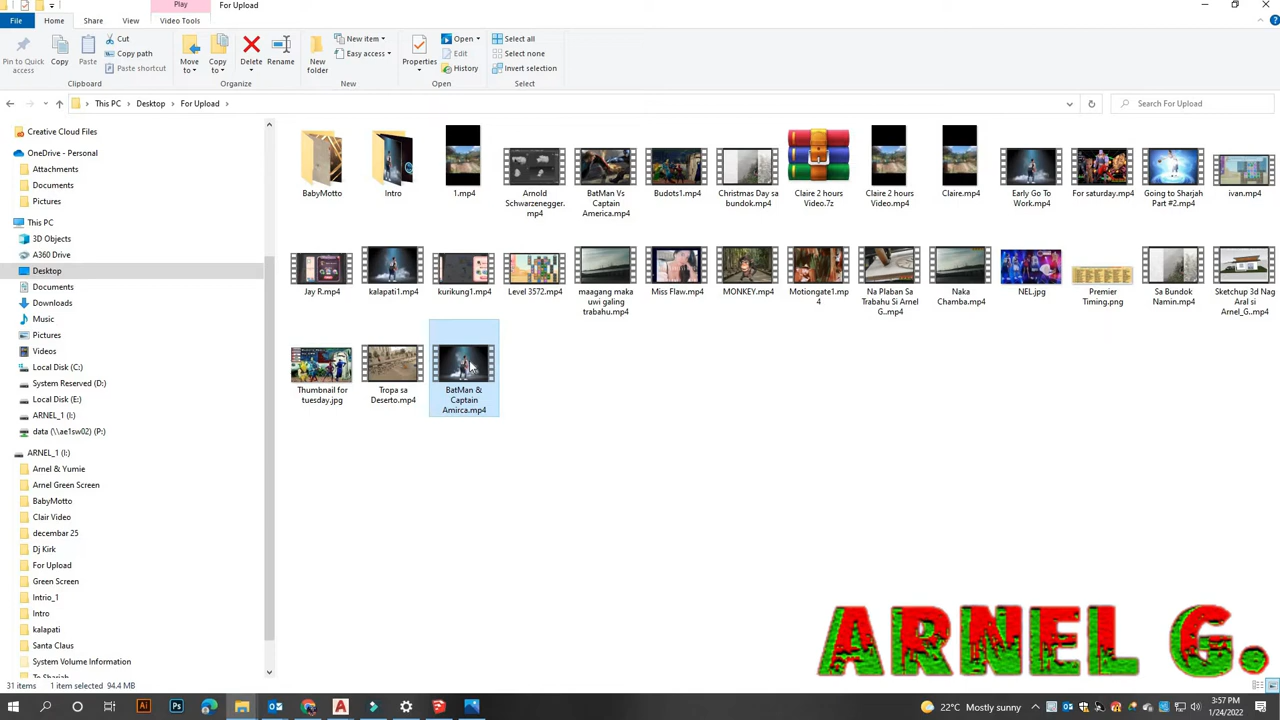 Play
For Upload
File
Home
Share
View
Video Tools
Pin to Quick
access
Copy
Paste
Cut
Copy path
Paste shortcut
Move
to
Copy
to
Delete
Rename
New
folder
New item
Easy access
Properties
Open
Edit
History
Select all
Select none
Invert selection
Clipboard
Organize
New
Open
Select
This PC
Desktop
For Upload
Search For Upload
Creative Cloud Files
OneDrive - Personal
Attachments
Documents
Pictures
This PC
3D Objects
A360 Drive
Desktop
Documents
Downloads
Music
Pictures
Videos
Local Disk (C:)
System Reserved (D:)
Local Disk (E:)
ARNEL_1 (I:)
data (\\ae1sw02) (P:)
ARNEL_1 (I:)
Arnel & Yumie
Arnel Green Screen
BabyMotto
Clair Video
decembar 25
Dj Kirk
For Upload
Green Screen
Intrio_1
Intro
kalapati
Santa Claus
System Volume Information
BabyMotto
Intro
1.mp4
Arnold
Schwarzenegger.
mp4
BatMan Vs
Captain
America.mp4
Budots1.mp4
Christmas Day sa
bundok.mp4
Claire 2 hours
Video.7z
Claire 2 hours
Video.mp4
Claire.mp4
Early Go To
Work.mp4
For saturday.mp4
Going to Sharjah
Part #2.mp4
ivan.mp4
Jay R.mp4
kalapati1.mp4
kurikung1.mp4
Level 3572.mp4
maagang maka
uwi galing
trabahu.mp4
Miss Flaw.mp4
MONKEY.mp4
Motiongate1.mp
4
Na Plaban Sa
Trabahu Si Arnel
G..mp4
Naka
Chamba.mp4
NEL.jpg
Premier
Timing.png
Sa Bundok
Namin.mp4
Sketchup 3d Nag
Aral si
Arnel_G..mp4
Thumbnail for
tuesday.jpg
Tropa sa
Deserto.mp4
BatMan &
Captain
Amirca.mp4
ARNEL G.
31 items
1 item selected 94.4 MB
22°C Mostly sunny
3:57 PM
1/24/2022